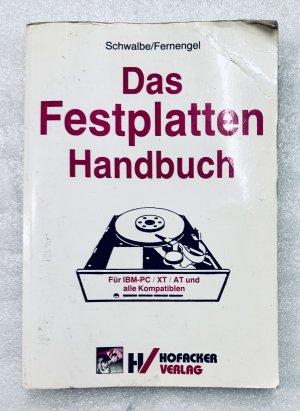 Schwalbe/Fernengel
Das
Festplatten
Handbuch
Für IBM-PC / XT / AT und
alle Kompatiblen
HOFACKER
VERLAG